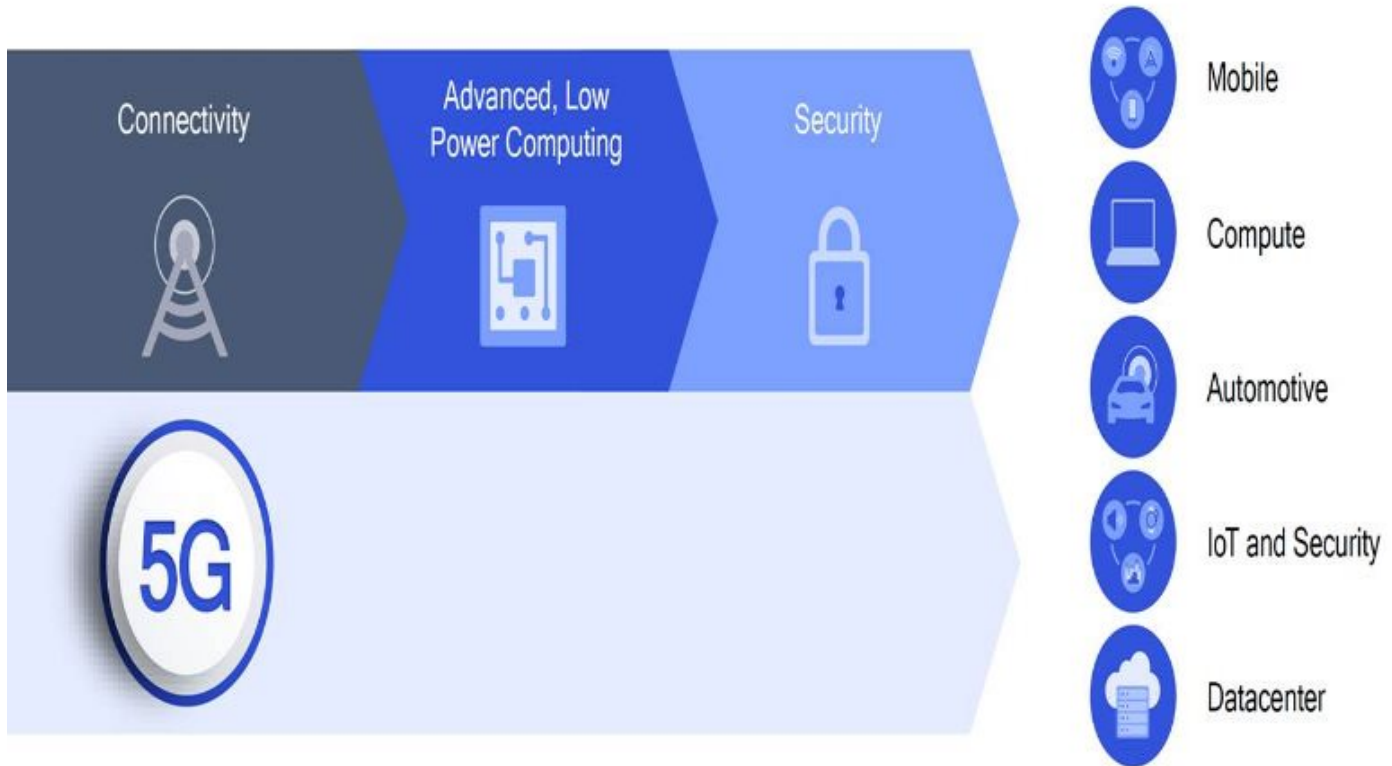 Connectivity
Advanced, Low
Power Computing
Security
5G
Mobile
Compute
Automotive
IoT and Security
Datacenter